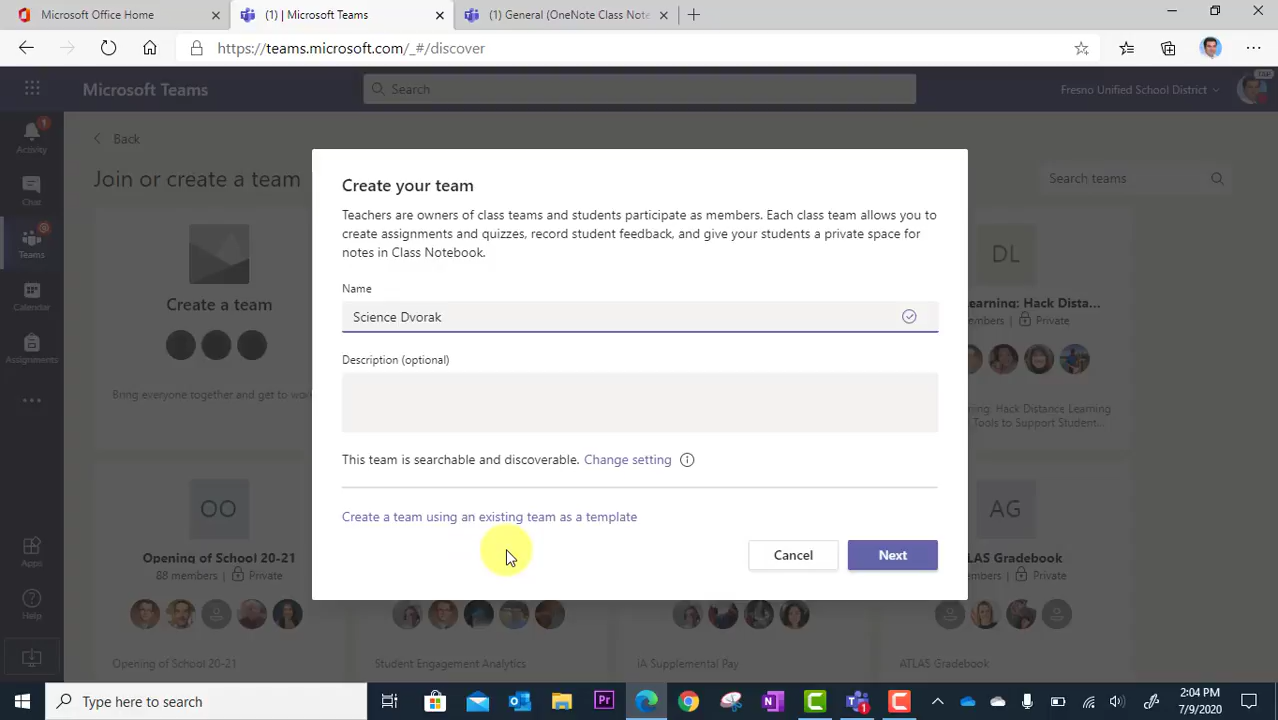 Microsoft Office Home
(1) | Microsoft Teams
(1) General (OneNote Class Note
https://teams.microsoft.com/_#/discover
Microsoft Teams
Search
Fresno Unified School District
Activity
Chat
Teams
Calendar
Assignments
Apps
Help
Back
Join or create a team
Search teams
Create a team
Bring everyone together and get to wo
DL
earning: Hack Dista...
mbers | Private
ing: Hack Distance Learning
Tools to Support Student...
Create your team
Teachers are owners of class teams and students participate as members. Each class team allows you to
create assignments and quizzes, record student feedback, and give your students a private space for
notes in Class Notebook.
Name
Science Dvorak
Description (optional)
This team is searchable and discoverable. Change setting
Create a team using an existing team as a template
Cancel
Next
OO
Opening of School 20-21
88 members | Private
Opening of School 20-21
Student Engagement Analytics
IA Supplemental Pay
AG
ATLAS Gradebook
mbers | Private
ATLAS Gradebook
Type here to search
2:04 PM
7/9/2020